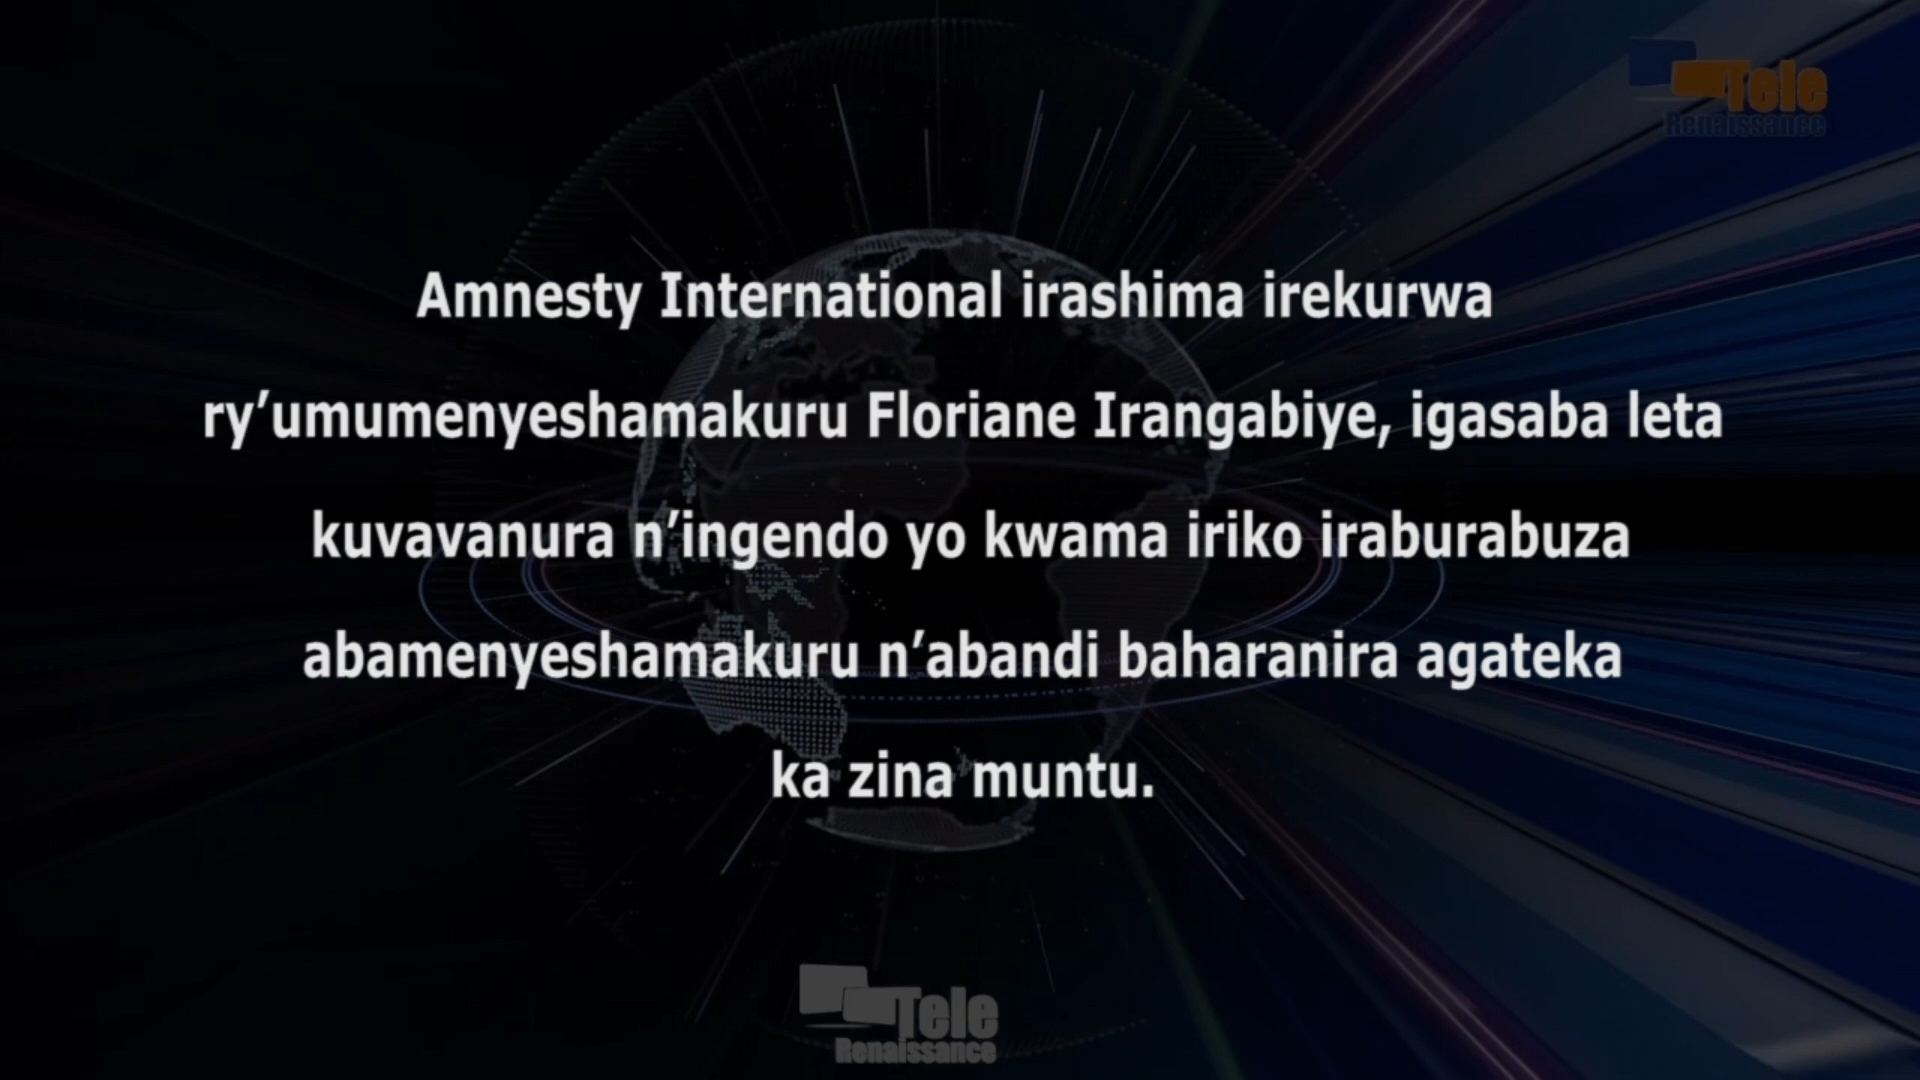 Tele
Renaissance
Amnesty International irashima irekurwa
ry’umumenyeshamakuru Floriane Irangabiye, igasaba leta
kuvavanura n’ingendo yo kwama iriko iraburabuza
abamenyeshamakuru n’abandi baharanira agateka
ka zina muntu.
Tele
Renaissance